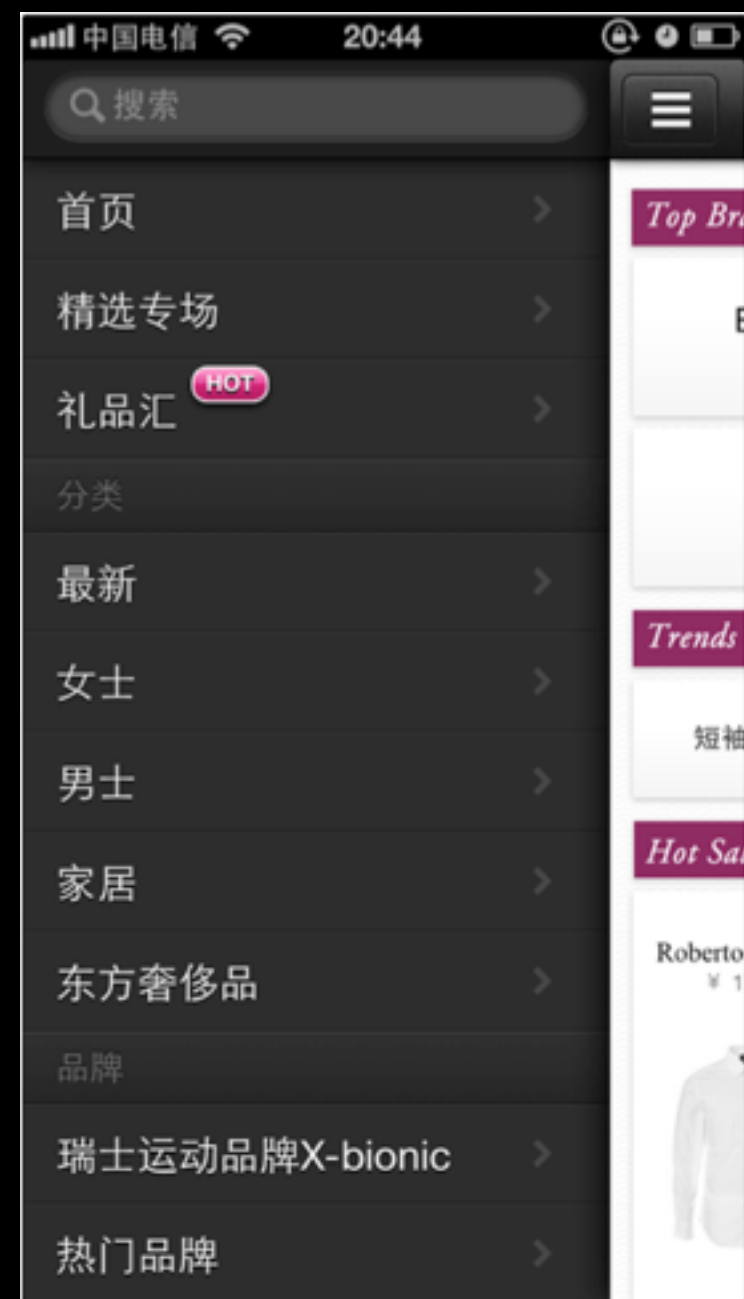 中国电信 20:44
搜索
首页
精选专场
礼品汇 HOT
分类
最新
女士
男士
家居
东方奢侈品
品牌
瑞士运动品牌X-bionic
热门品牌
Top Br
Trends
短袖
Hot Sal
Roberto
¥ 1